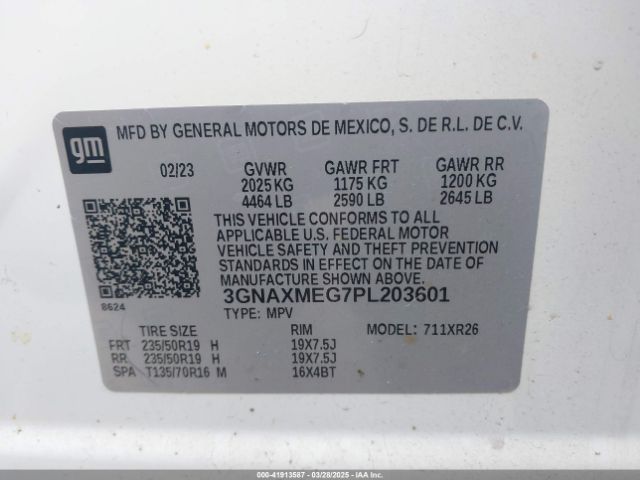 gm
MFD BY GENERAL MOTORS DE MEXICO, S. DE R.L. DE C.V.
02/23 GVWR GAWR FRT GAWR RR
2025 KG 1175 KG 1200 KG
4464 LB 2590 LB 2645 LB
THIS VEHICLE CONFORMS TO ALL
APPLICABLE U.S. FEDERAL MOTOR
VEHICLE SAFETY AND THEFT PREVENTION
STANDARDS IN EFFECT ON THE DATE OF
MANUFACTURE SHOWN ABOVE.
8624
3GNAXMEG7PL203601
TYPE: MPV MODEL: 711XR26
TIRE SIZE RIM
FRT 235/50R19 H 19X7.5J
RR 235/50R19 H 19X7.5J
SPA T135/70R16 M 16X4BT
000-41913587 - 03/28/2025 - PUBLIC